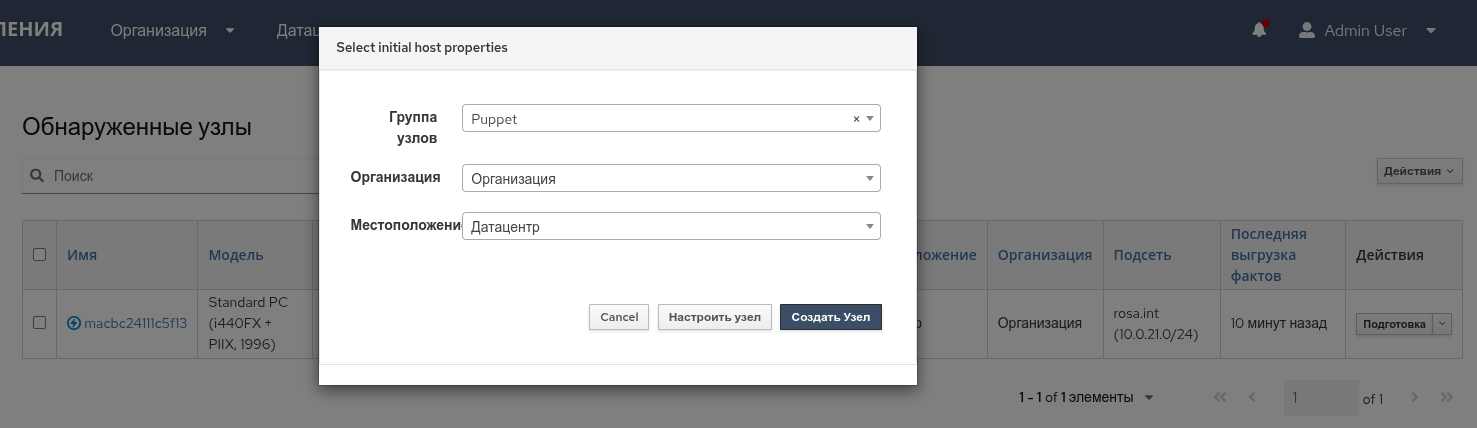 ЛЕНИЯ
Организация
Датац
Admin User
Select initial host properties
Группа
узлов
Puppet
×
Организация
Организация
Местоположени
Датацентр
Cancel
Настроить узел
Создать Узел
Обнаруженные узлы
Поиск
Действия
Имя
Модель
ложение
Организация
Подсеть
Последняя
выгрузка
фактов
Действия
macbc24111c5f13
Standard PC
(i440FX +
PIIX, 1996)
Организация
rosa.int
(10.0.21.0/24)
10 минут назад
Подготовка
1 - 1 of 1 элементы
1
of 1